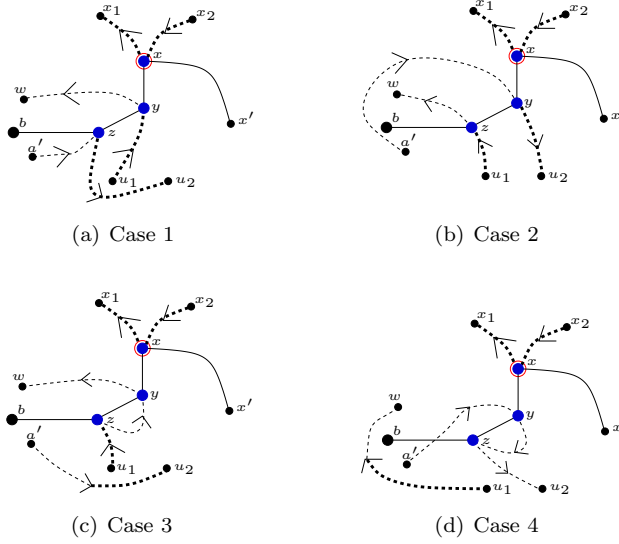 x₁ x₂
x
w
y
b
z
x′
a′
u₁ u₂
(a) Case 1
x₁ x₂
x
w
y
b
z
x
a′
u₁ u₂
(b) Case 2
x₁ x₂
x
w
y
b
z
x′
a′
u₁ u₂
(c) Case 3
x₁ x₂
x
w
y
b
z
x
a′
u₁ u₂
(d) Case 4